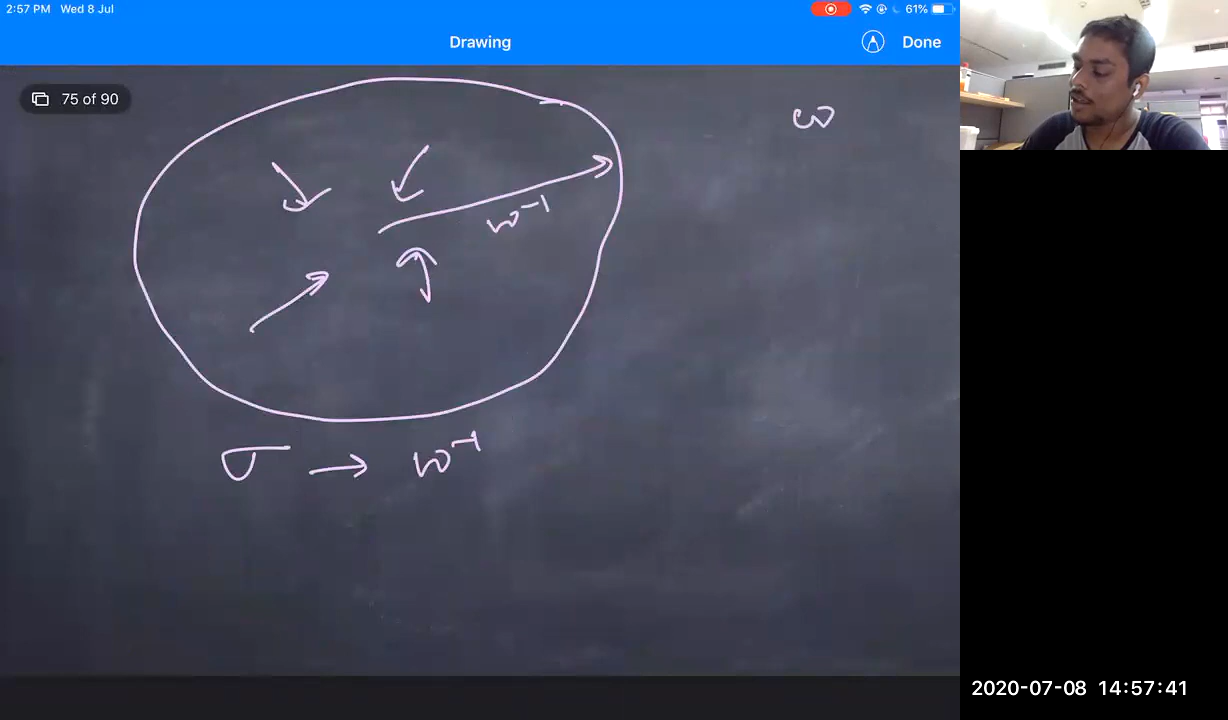 2:57 PM Wed 8 Jul
61%
Drawing
Done
75 of 90
ω
ω⁻¹
σ → ω⁻¹
2020-07-08 14:57:41